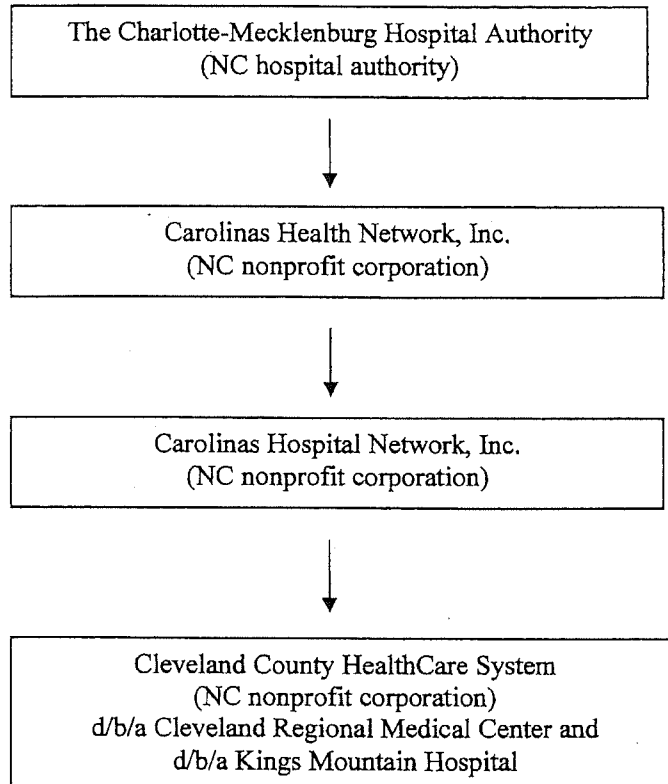 The Charlotte-Mecklenburg Hospital Authority
(NC hospital authority)
Carolinas Health Network, Inc.
(NC nonprofit corporation)
Carolinas Hospital Network, Inc.
(NC nonprofit corporation)
Cleveland County HealthCare System
(NC nonprofit corporation)
d/b/a Cleveland Regional Medical Center and
d/b/a Kings Mountain Hospital